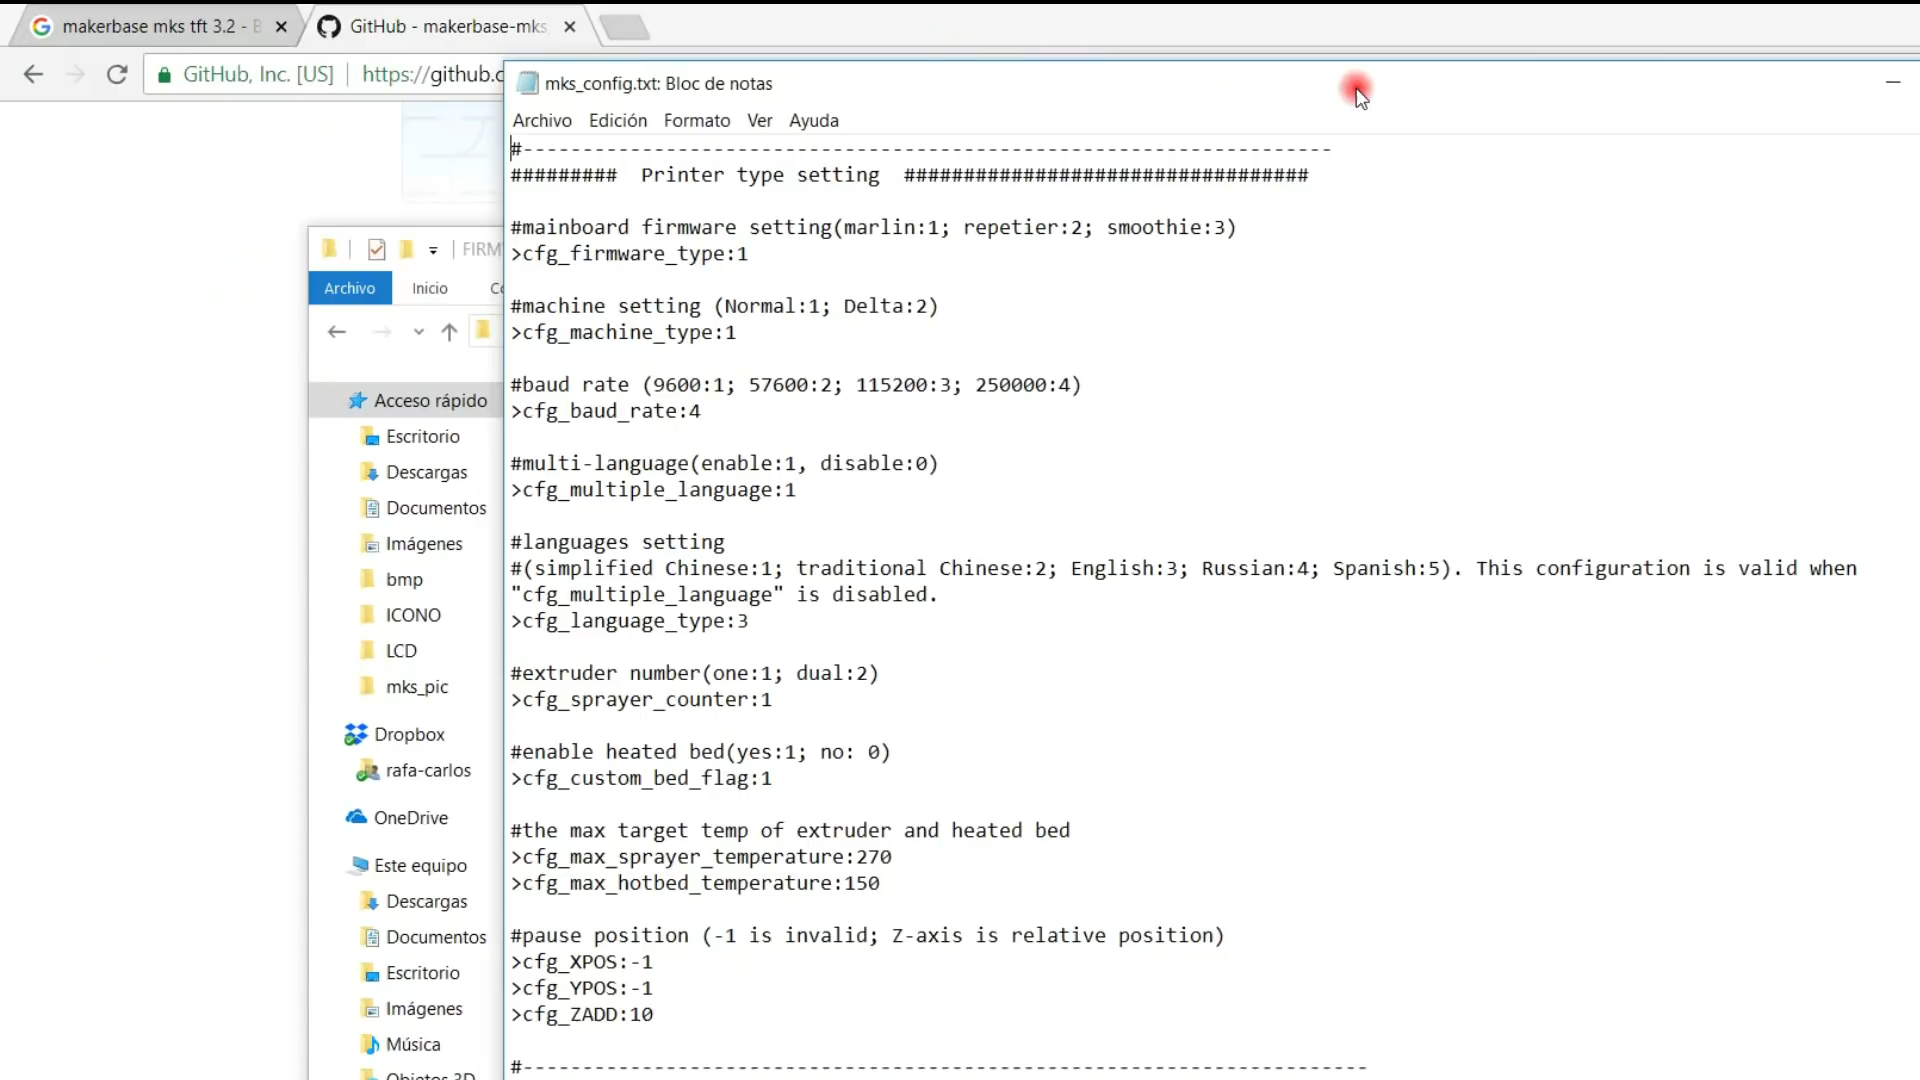 makerbase mks tft 3.2 -
GitHub - makerbase-mks
GitHub, Inc. [US]
https://github.c
mks_config.txt: Bloc de notas
Archivo Edición Formato Ver Ayuda
#--------------------------------------------------------------------
######### Printer type setting ##################################
#mainboard firmware setting(marlin:1; repetier:2; smoothie:3)
>cfg_firmware_type:1
#machine setting (Normal:1; Delta:2)
>cfg_machine_type:1
#baud rate (9600:1; 57600:2; 115200:3; 250000:4)
>cfg_baud_rate:4
#multi-language(enable:1, disable:0)
>cfg_multiple_language:1
#languages setting
#(simplified Chinese:1; traditional Chinese:2; English:3; Russian:4; Spanish:5). This configuration is valid when
"cfg_multiple_language" is disabled.
>cfg_language_type:3
#extruder number(one:1; dual:2)
>cfg_sprayer_counter:1
#enable heated bed(yes:1; no: 0)
>cfg_custom_bed_flag:1
#the max target temp of extruder and heated bed
>cfg_max_sprayer_temperature:270
>cfg_max_hotbed_temperature:150
#pause position (-1 is invalid; Z-axis is relative position)
>cfg_XPOS:-1
>cfg_YPOS:-1
>cfg_ZADD:10
#-----------------------------------------------------------------------
FIRM
Archivo Inicio
Acceso rápido
Escritorio
Descargas
Documentos
Imágenes
bmp
ICONO
LCD
mks_pic
Dropbox
rafa-carlos
OneDrive
Este equipo
Descargas
Documentos
Escritorio
Imágenes
Música
Objetos 3D